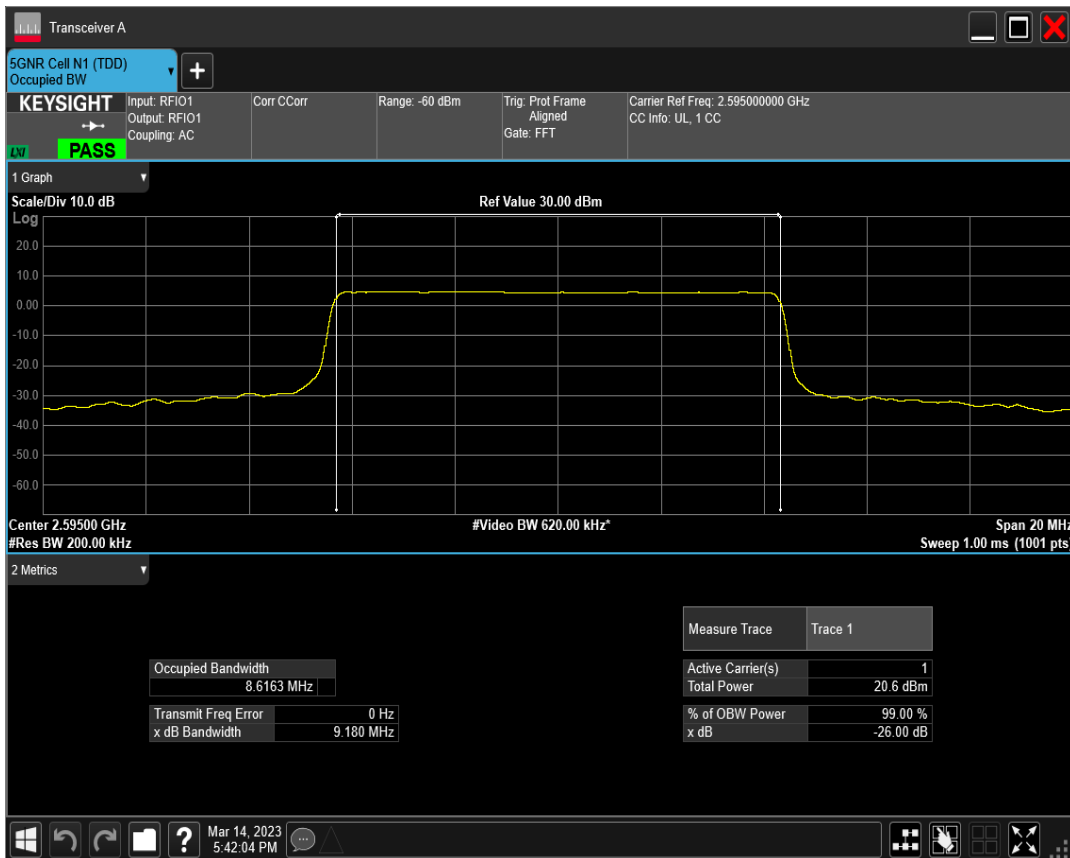 Transceiver A
5GNR Cell N1 (TDD)
Occupied BW
+
KEYSIGHT
LXI
PASS
Input: RFIO1
Output: RFIO1
Coupling: AC
Corr CCorr
Range: -60 dBm
Trig: Prot Frame
Aligned
Gate: FFT
Carrier Ref Freq: 2.595000000 GHz
CC Info: UL, 1 CC
1 Graph
Scale/Div 10.0 dB
Ref Value 30.00 dBm
Log
20.0
10.0
0.00
-10.0
-20.0
-30.0
-40.0
-50.0
-60.0
Center 2.59500 GHz
#Video BW 620.00 kHz*
Span 20 MHz
#Res BW 200.00 kHz
Sweep 1.00 ms (1001 pts)
2 Metrics
Measure Trace Trace 1
Occupied Bandwidth
8.6163 MHz
Active Carrier(s) 1
Total Power 20.6 dBm
Transmit Freq Error 0 Hz
x dB Bandwidth 9.180 MHz
% of OBW Power 99.00 %
x dB -26.00 dB
?
Mar 14, 2023
5:42:04 PM